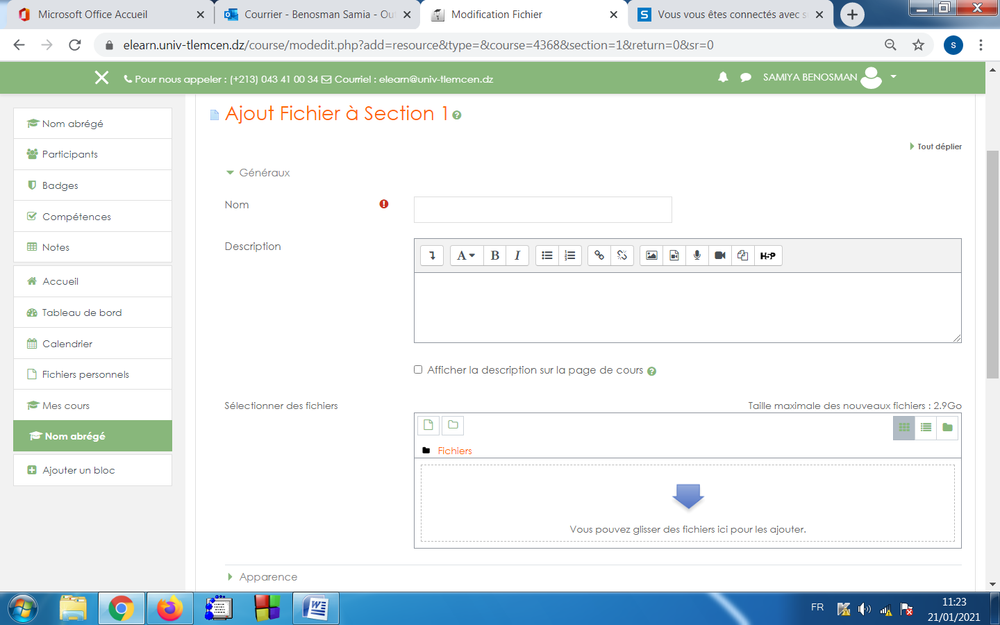 Microsoft Office Accueil
Courrier - Benosman Samia - Ou
Modification Fichier
Vous vous êtes connectés avec s
elearn.univ-tlemcen.dz/course/modedit.php?add=resource&type=&course=4368&section=1&return=0&sr=0
s
Pour nous appeler : (+213) 043 41 00 34 Courriel : elearn@univ-tlemcen.dz
SAMIYA BENOSMAN
Nom abrégé
Participants
Badges
Compétences
Notes
Accueil
Tableau de bord
Calendrier
Fichiers personnels
Mes cours
Nom abrégé
Ajouter un bloc
Ajout Fichier à Section 1
Tout déplier
Généraux
Nom
Description
A B I H5P
Afficher la description sur la page de cours
Sélectionner des fichiers
Taille maximale des nouveaux fichiers : 2.9Go
Fichiers
Vous pouvez glisser des fichiers ici pour les ajouter.
Apparence
FR
11:23
21/01/2021